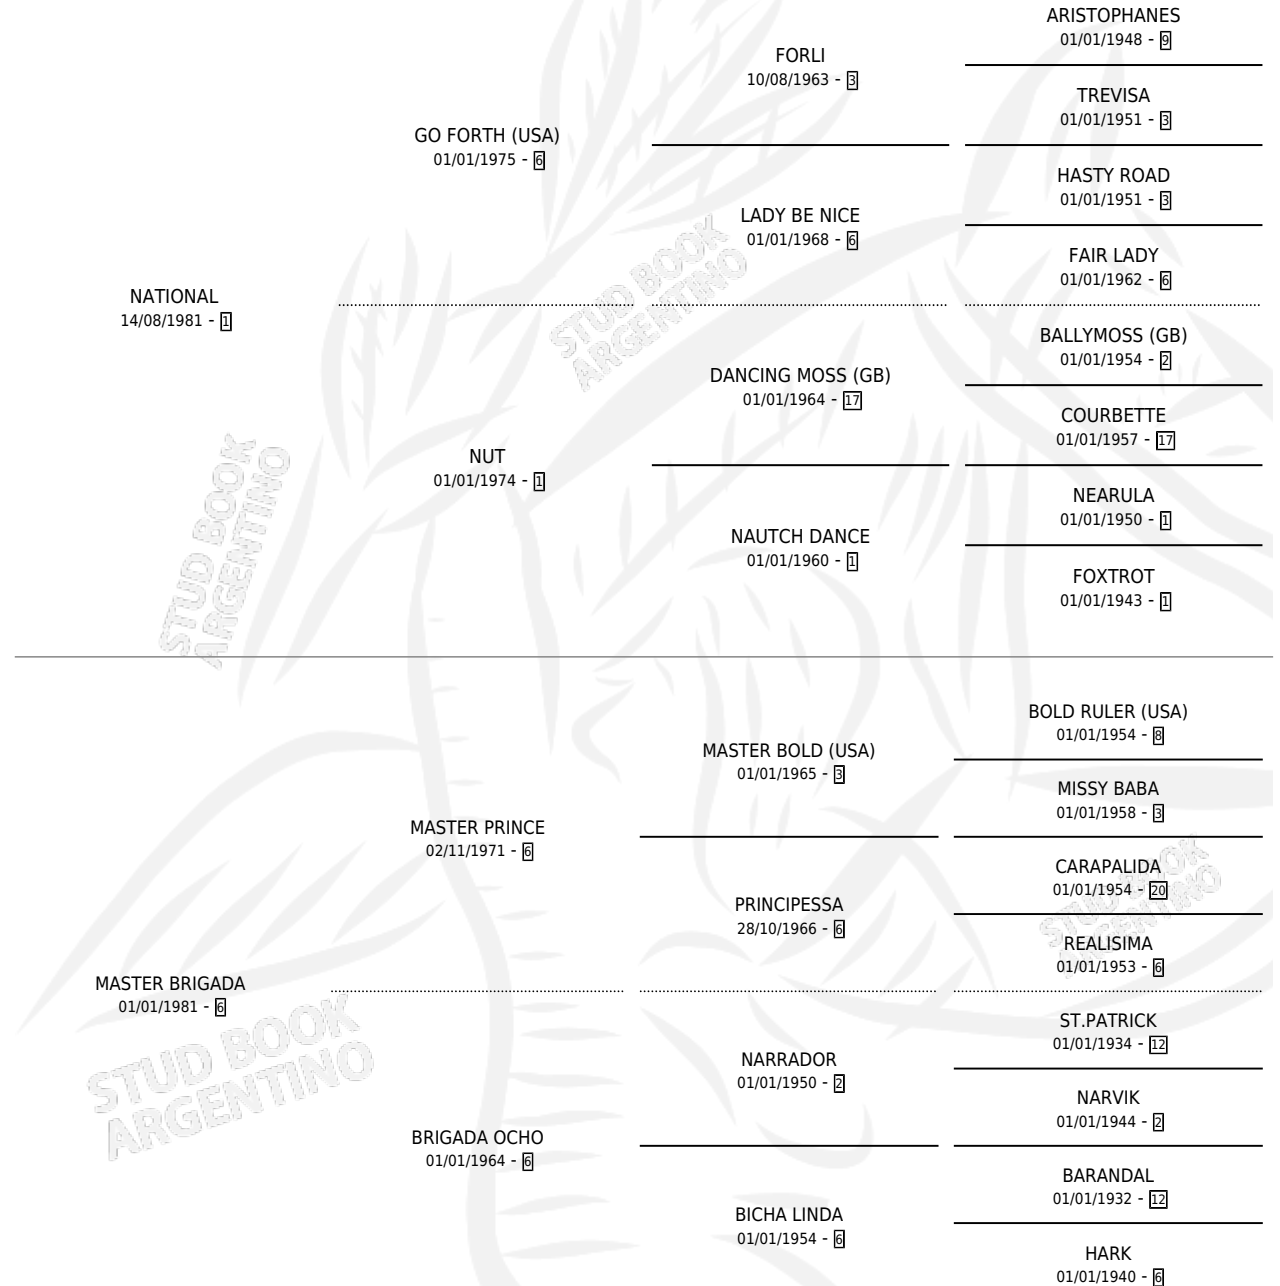 ARISTOPHANES
01/01/1948 - 9
FORLI
10/08/1963 - 3
TREVISA
01/01/1951 - 3
GO FORTH (USA)
01/01/1975 - 6
HASTY ROAD
01/01/1951 - 3
LADY BE NICE
01/01/1968 - 6
FAIR LADY
01/01/1962 - 6
NATIONAL
14/08/1981 - 1
BALLYMOSS (GB)
01/01/1954 - 2
DANCING MOSS (GB)
01/01/1964 - 17
COURBETTE
01/01/1957 - 17
NUT
01/01/1974 - 1
NEARULA
01/01/1950 - 1
NAUTCH DANCE
01/01/1960 - 1
FOXTROT
01/01/1943 - 1
STUD BOOK
ARGENTINO
STUD BOOK
ARGENTINO
BOLD RULER (USA)
01/01/1954 - 8
MASTER BOLD (USA)
01/01/1965 - 3
MISSY BABA
01/01/1958 - 3
MASTER PRINCE
02/11/1971 - 6
CARAPALIDA
01/01/1954 - 20
PRINCIPESSA
28/10/1966 - 6
REALISIMA
01/01/1953 - 6
MASTER BRIGADA
01/01/1981 - 6
ST.PATRICK
01/01/1934 - 12
NARRADOR
01/01/1950 - 2
NARVIK
01/01/1944 - 2
BRIGADA OCHO
01/01/1964 - 6
BARANDAL
01/01/1932 - 12
BICHA LINDA
01/01/1954 - 6
HARK
01/01/1940 - 6
STUD BOOK
ARGENTINO
STUD BOOK
ARGENTINO